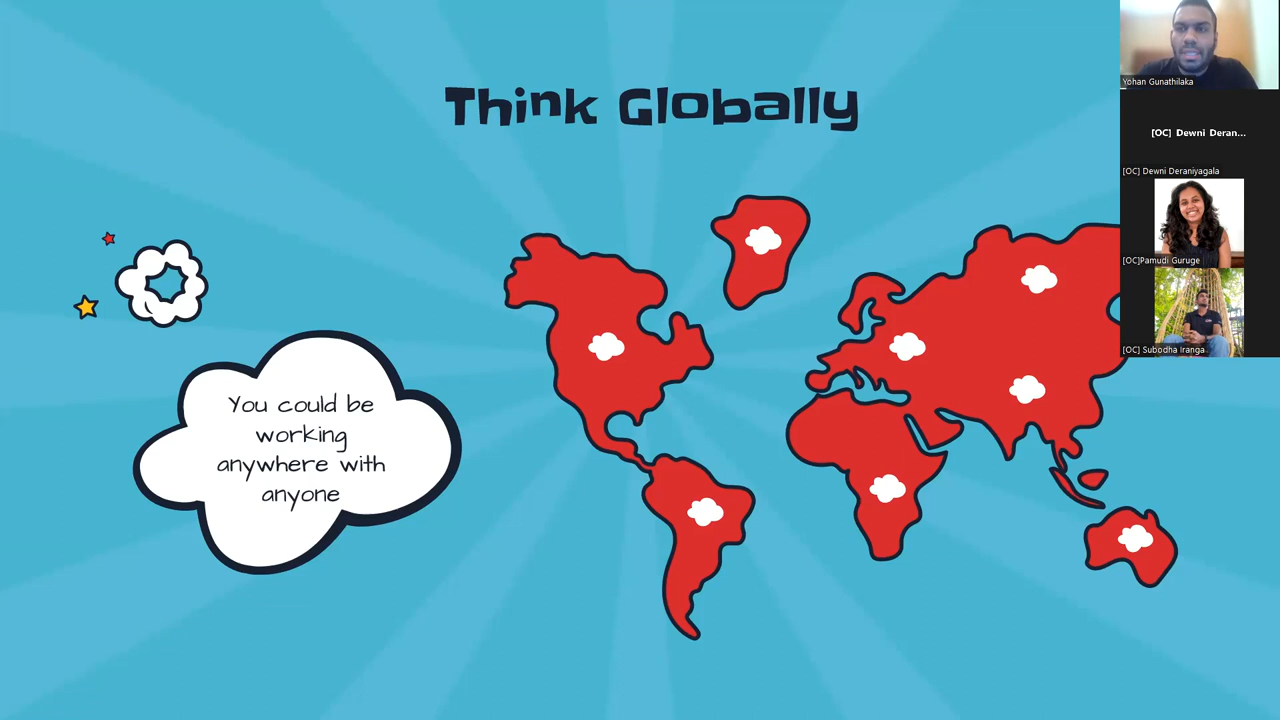 Think Globally
You could be
working
anywhere with
anyone
Yohan Gunathilaka
[OC] Dewni Deran...
[OC] Dewni Deraniyagala
[OC]Pamudi Guruge
[OC] Subodha Iranga